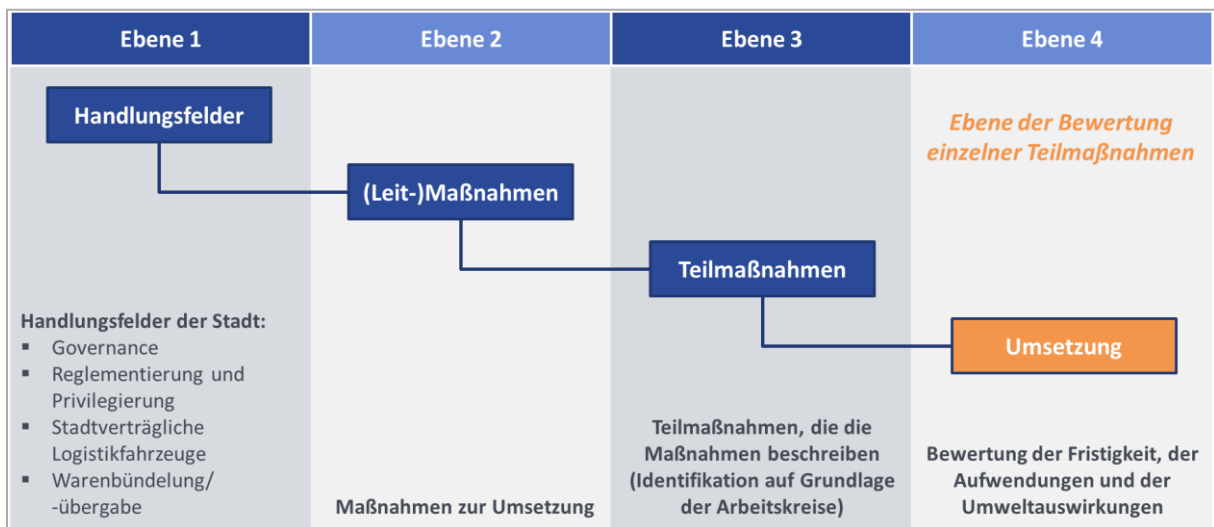 Ebene 1
Ebene 2
Ebene 3
Ebene 4
Handlungsfelder
(Leit-)Maßnahmen
Teilmaßnahmen
Umsetzung
Ebene der Bewertung
einzelner Teilmaßnahmen
Handlungsfelder der Stadt:
▪ Governance
▪ Reglementierung und
Privilegierung
▪ Stadtverträgliche
Logistikfahrzeuge
▪ Warenbündelung/
-übergabe
Maßnahmen zur Umsetzung
Teilmaßnahmen, die die
Maßnahmen beschreiben
(Identifikation auf Grundlage
der Arbeitskreise)
Bewertung der Fristigkeit, der
Aufwendungen und der
Umweltauswirkungen